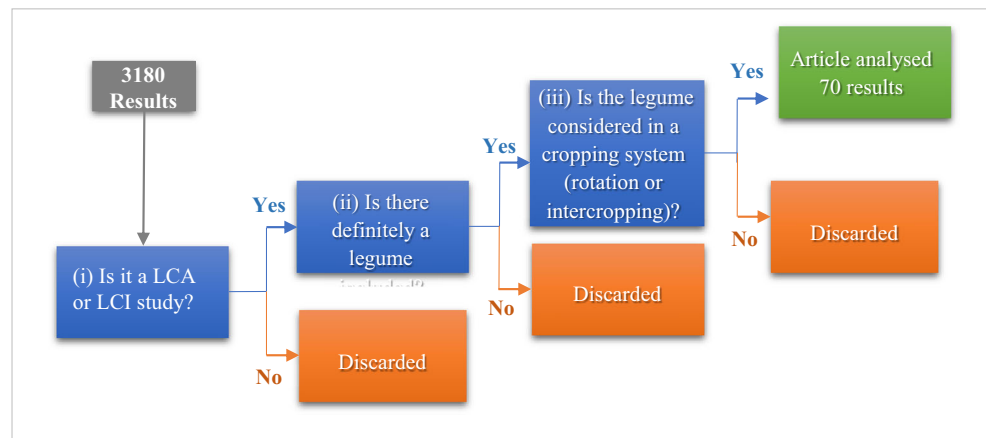 3180
Results
(i) Is it a LCA
or LCI study?
Yes
No
(ii) Is there
definitely a
legume
included?
Discarded
Yes
No
(iii) Is the legume
considered in a
cropping system
(rotation or
intercropping)?
Discarded
Yes
No
Article analysed
70 results
Discarded